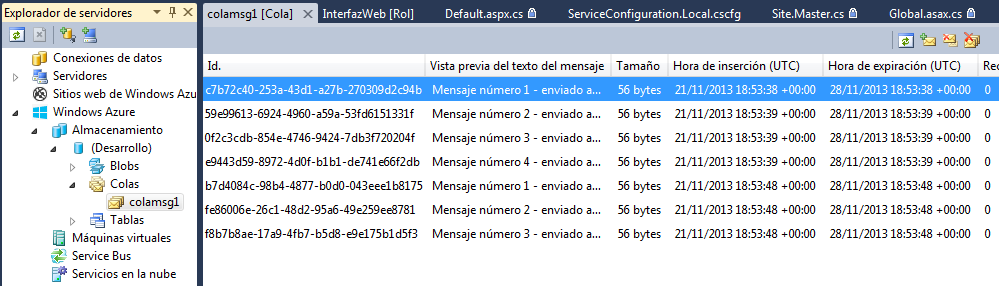 Explorador de servidores
Conexiones de datos
Servidores
Sitios web de Windows Azu
Windows Azure
Almacenamiento
(Desarrollo)
Blobs
Colas
colamsg1
Tablas
Máquinas virtuales
Service Bus
Servicios en la nube
colamsg1 [Cola] InterfazWeb [Rol] Default.aspx.cs ServiceConfiguration.Local.cscfg Site.Master.cs Global.asax.cs
Id. Vista previa del texto del mensaje Tamaño Hora de inserción (UTC) Hora de expiración (UTC) Rec
c7b72c40-253a-43d1-a27b-270309d2c94b Mensaje número 1 - enviado a... 56 bytes 21/11/2013 18:53:38 +00:00 28/11/2013 18:53:38 +00:00 0
59e99613-6924-4960-a59a-53fd6151331f Mensaje número 2 - enviado a... 56 bytes 21/11/2013 18:53:39 +00:00 28/11/2013 18:53:39 +00:00 0
0f2c3cdb-854e-4746-9424-7db3f720204f Mensaje número 3 - enviado a... 56 bytes 21/11/2013 18:53:39 +00:00 28/11/2013 18:53:39 +00:00 0
e9443d59-8972-4d0f-b1b1-de741e66f2db Mensaje número 4 - enviado a... 56 bytes 21/11/2013 18:53:39 +00:00 28/11/2013 18:53:39 +00:00 0
b7d4084c-98b4-4877-b0d0-043eee1b8175 Mensaje número 1 - enviado a... 56 bytes 21/11/2013 18:53:48 +00:00 28/11/2013 18:53:48 +00:00 0
fe86006e-26c1-48d2-95a6-49e259ee8781 Mensaje número 2 - enviado a... 56 bytes 21/11/2013 18:53:48 +00:00 28/11/2013 18:53:48 +00:00 0
f8b7b8ae-17a9-4fb7-b5d8-e9e175b1d5f3 Mensaje número 3 - enviado a... 56 bytes 21/11/2013 18:53:48 +00:00 28/11/2013 18:53:48 +00:00 0